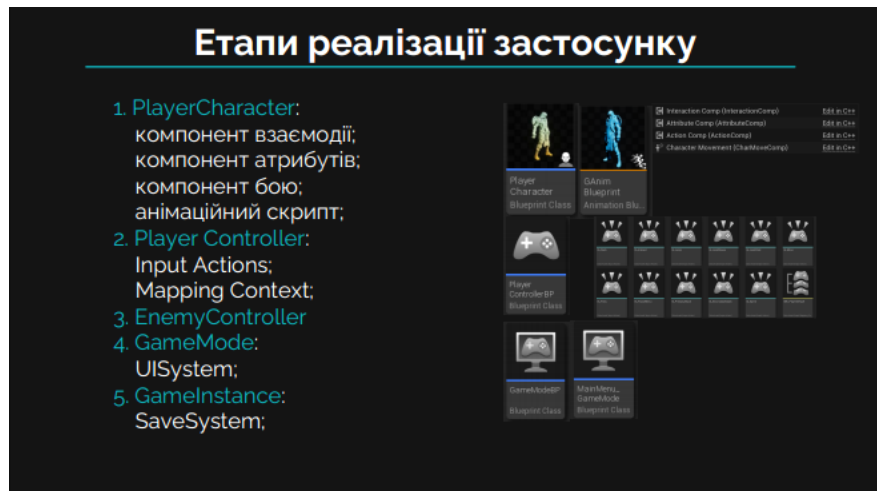 Етапи реалізації застосунку
1. PlayerCharacter:
компонент взаємодії;
компонент атрибутів;
компонент бою;
анімаційний скрипт;
2. Player Controller:
Input Actions;
Mapping Context;
3. EnemyController
4. GameMode:
UISystem;
5. GameInstance:
SaveSystem;
Player
Character
Blueprint Class
GAnim
Blueprint
Animation Blu...
Interaction Comp (InteractionComp) Edit in C++
Attribute Comp (AttributeComp) Edit in C++
Action Comp (ActionComp) Edit in C++
Character Movement (CharMoveComp) Edit in C++
Player
ControllerBP
Blueprint Class
GameModeBP
Blueprint Class
MainMenu_
GameMode
Blueprint Class